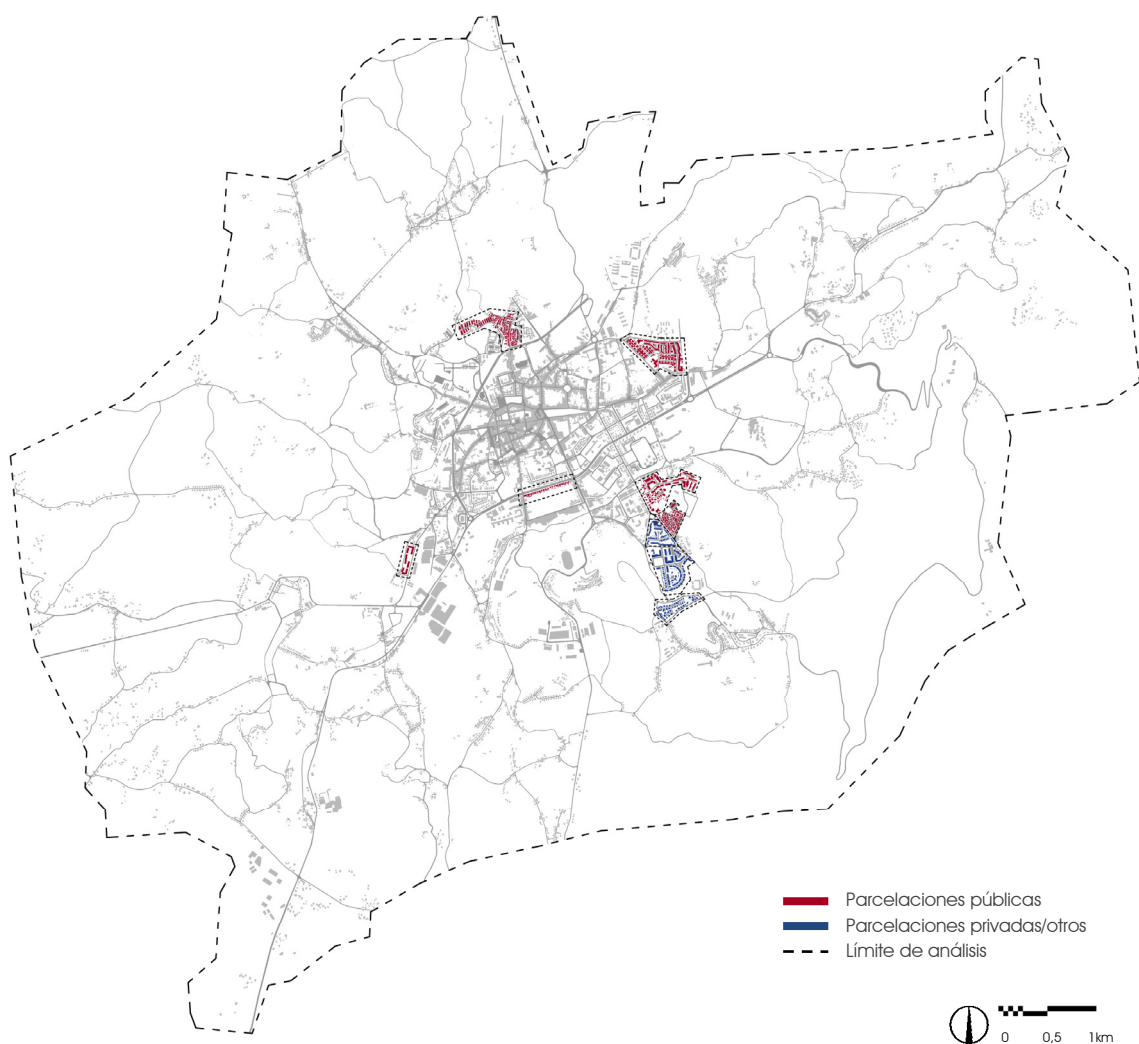 Parcelaciones públicas
Parcelaciones privadas/otros
Límite de análisis
0 0,5 1km